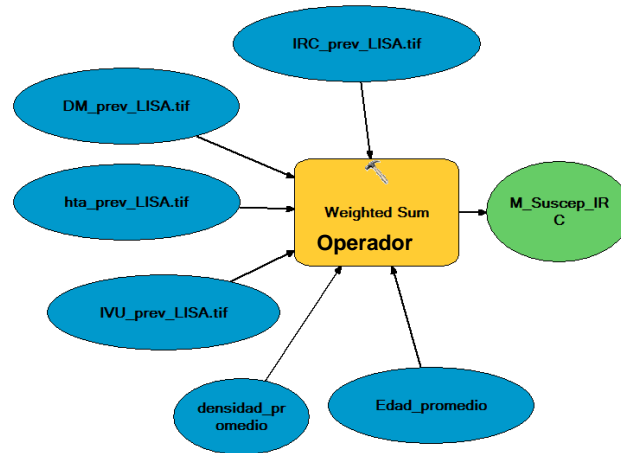 IRC_prev_LISA.tif
DM_prev_LISA.tif
hta_prev_LISA.tif
Weighted Sum
Operador
M_Suscep_IR
C
IVU_prev_LISA.tif
densidad_pr
omedio
Edad_promedio